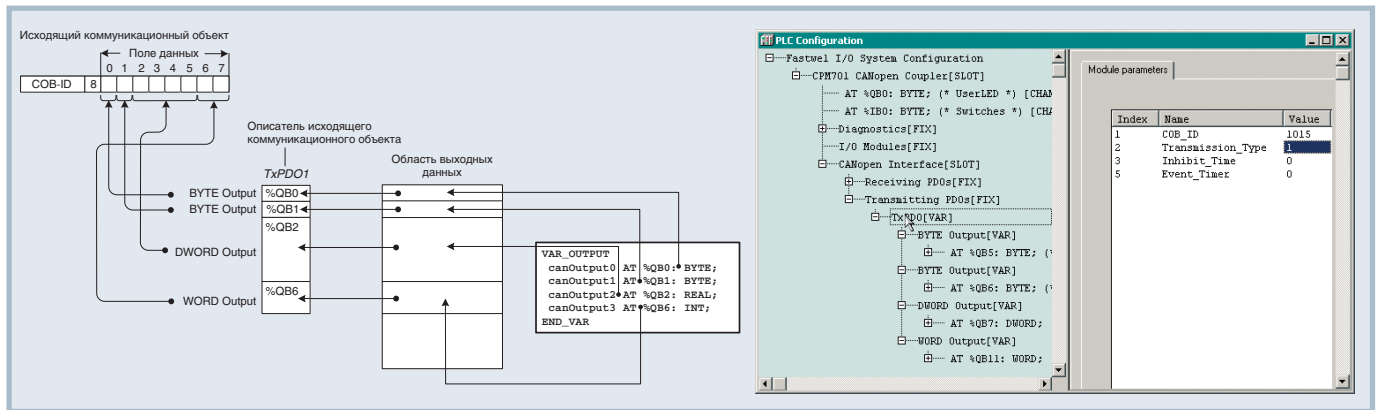 Исходящий коммуникационный объект
Поле данных
0 1 2 3 4 5 6 7
COB-ID 8
Описатель исходящего
коммуникационного объекта
TxPDO1
Область выходных
данных
BYTE Output %QB0
BYTE Output %QB1
%QB2
DWORD Output
WORD Output %QB6
VAR_OUTPUT
canOutput0 AT %QB0: BYTE;
canOutput1 AT %QB1: BYTE;
canOutput2 AT %QB2: REAL;
canOutput3 AT %QB6: INT;
END_VAR
PLC Configuration
Fastwel I/O System Configuration
CPM701 CANopen Coupler[SLOT]
AT %QB0: BYTE; (* UserLED *) [CHAN
AT %IB0: BYTE; (* Switches *) [CHA
Diagnostics[FIX]
I/O Modules[FIX]
CANopen Interface[SLOT]
Receiving PDOs[FIX]
Transmitting PDOs[FIX]
TxPDO[VAR]
BYTE Output[VAR]
AT %QB5: BYTE; (*
BYTE Output[VAR]
AT %QB6: BYTE; (
DWORD Output[VAR]
AT %QB7: DWORD;
WORD Output[VAR]
AT %QB11: WORD;
Module parameters
Index Name Value
1 COB_ID 1015
2 Transmission_Type 1
3 Inhibit_Time 0
5 Event_Timer 0